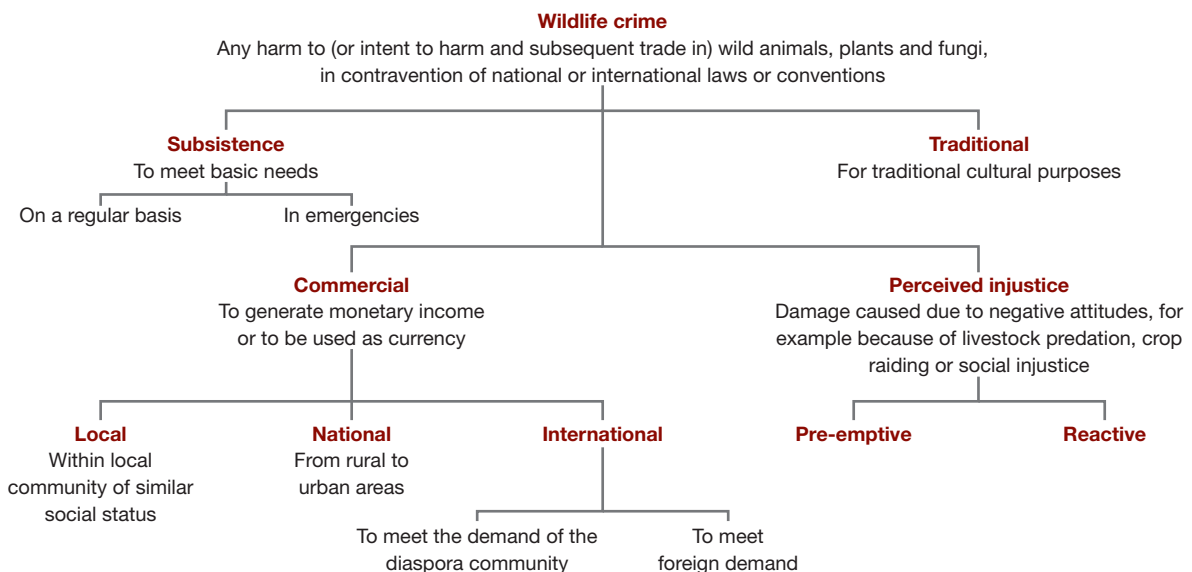 Wildlife crime
Any harm to (or intent to harm and subsequent trade in) wild animals, plants and fungi,
in contravention of national or international laws or conventions
Subsistence
To meet basic needs
On a regular basis
In emergencies
Traditional
For traditional cultural purposes
Commercial
To generate monetary income
or to be used as currency
Perceived injustice
Damage caused due to negative attitudes, for
example because of livestock predation, crop
raiding or social injustice
Local
Within local
community of similar
social status
National
From rural to
urban areas
International
To meet the demand of the
diaspora community
To meet
foreign demand
Pre-emptive
Reactive